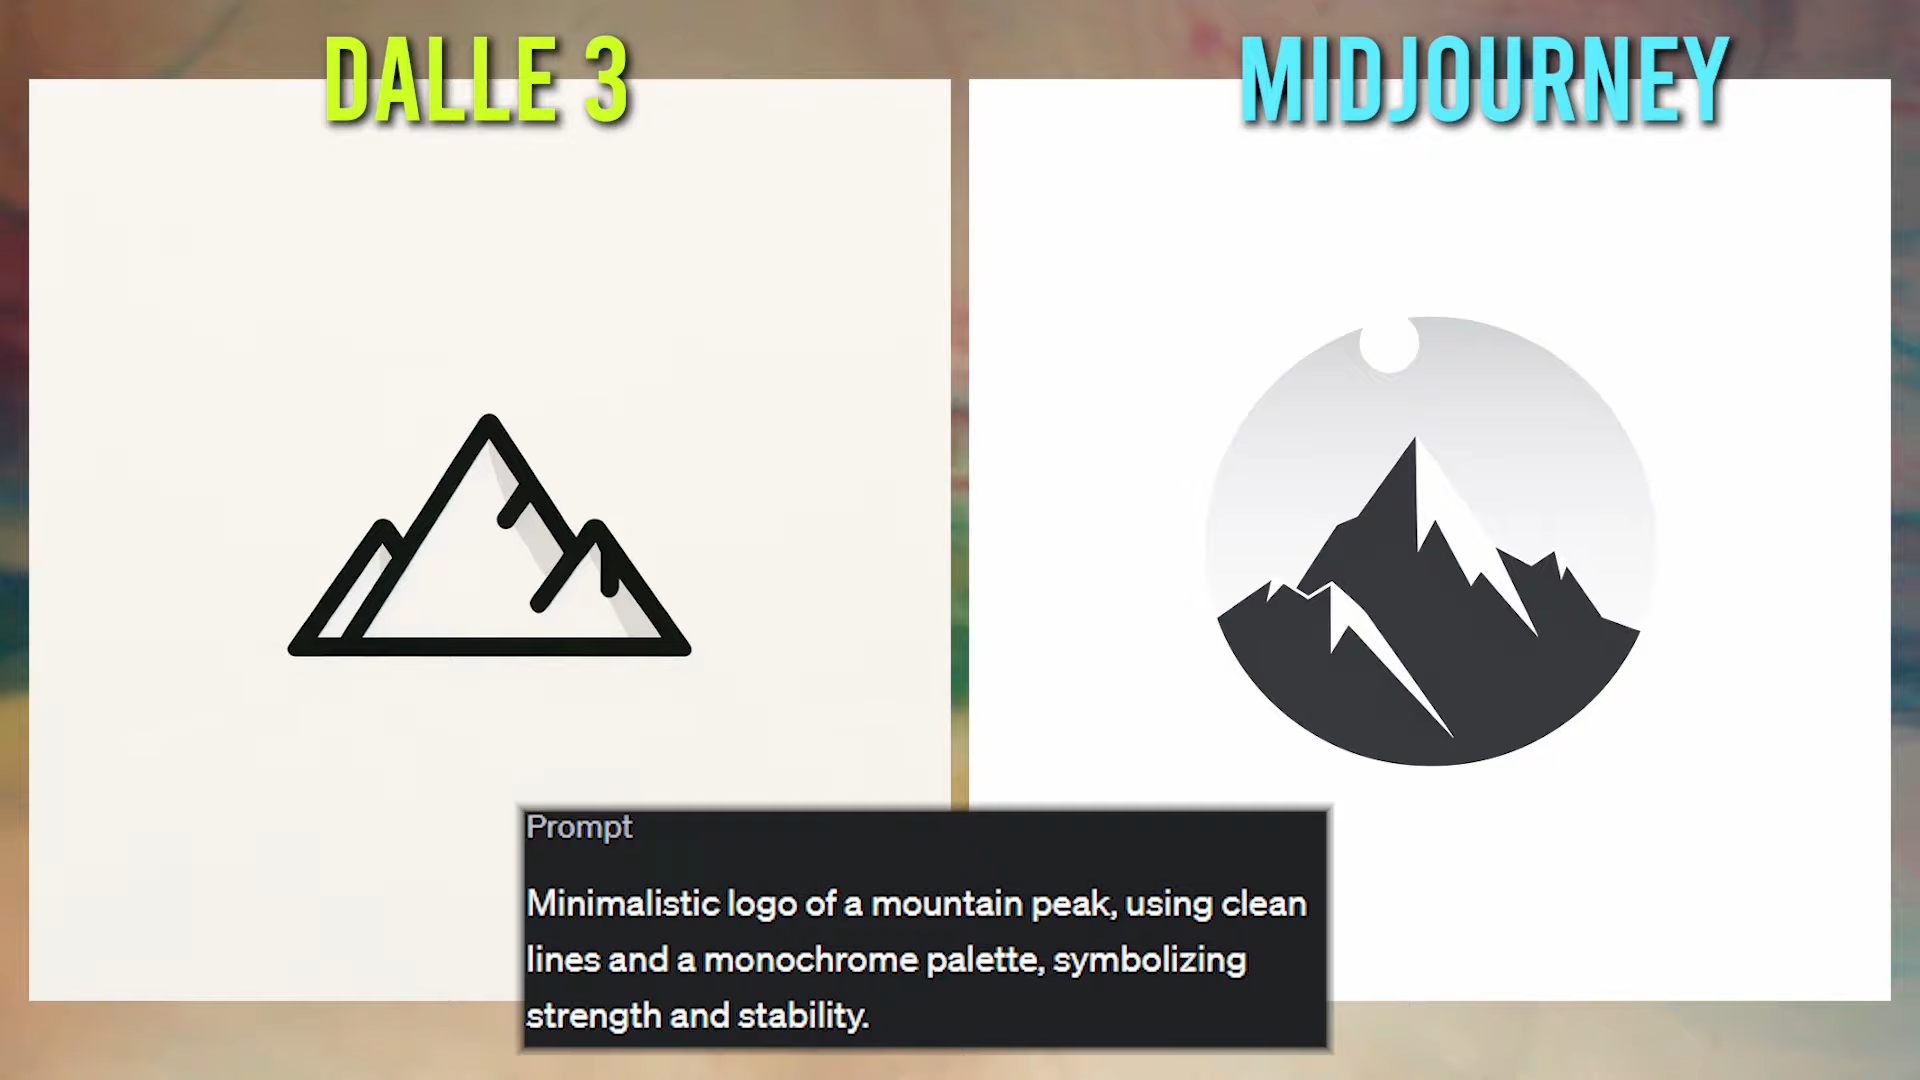 DALLE 3
MIDJOURNEY
Prompt
Minimalistic logo of a mountain peak, using clean
lines and a monochrome palette, symbolizing
strength and stability.